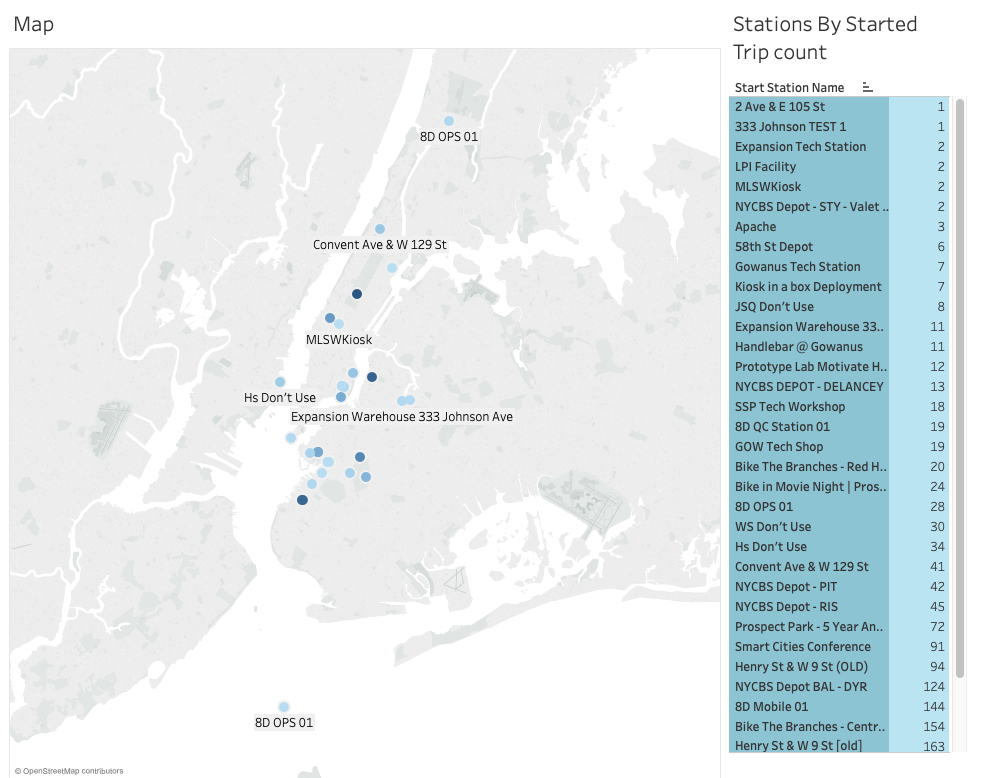 Map
8D OPS 01
Convent Ave & W 129 St
MLSWKiosk
Hs Don't Use
Expansion Warehouse 333 Johnson Ave
8D OPS 01
© OpenStreetMap contributors
Stations By Started
Trip count
Start Station Name
2 Ave & E 105 St 1
333 Johnson TEST 1 1
Expansion Tech Station 2
LPI Facility 2
MLSWKiosk 2
NYCBS Depot - STY - Valet .. 2
Apache 3
58th St Depot 6
Gowanus Tech Station 7
Kiosk in a box Deployment 7
JSQ Don't Use 8
Expansion Warehouse 33.. 11
Handlebar @ Gowanus 11
Prototype Lab Motivate H.. 12
NYCBS DEPOT - DELANCEY 13
SSP Tech Workshop 18
8D QC Station 01 19
GOW Tech Shop 19
Bike The Branches - Red H.. 20
Bike in Movie Night | Pros.. 24
8D OPS 01 28
WS Don't Use 30
Hs Don't Use 34
Convent Ave & W 129 St 41
NYCBS Depot - PIT 42
NYCBS Depot - RIS 45
Prospect Park - 5 Year An.. 72
Smart Cities Conference 91
Henry St & W 9 St (OLD) 94
NYCBS Depot BAL - DYR 124
8D Mobile 01 144
Bike The Branches - Centr.. 154
Henry St & W 9 St [old] 163